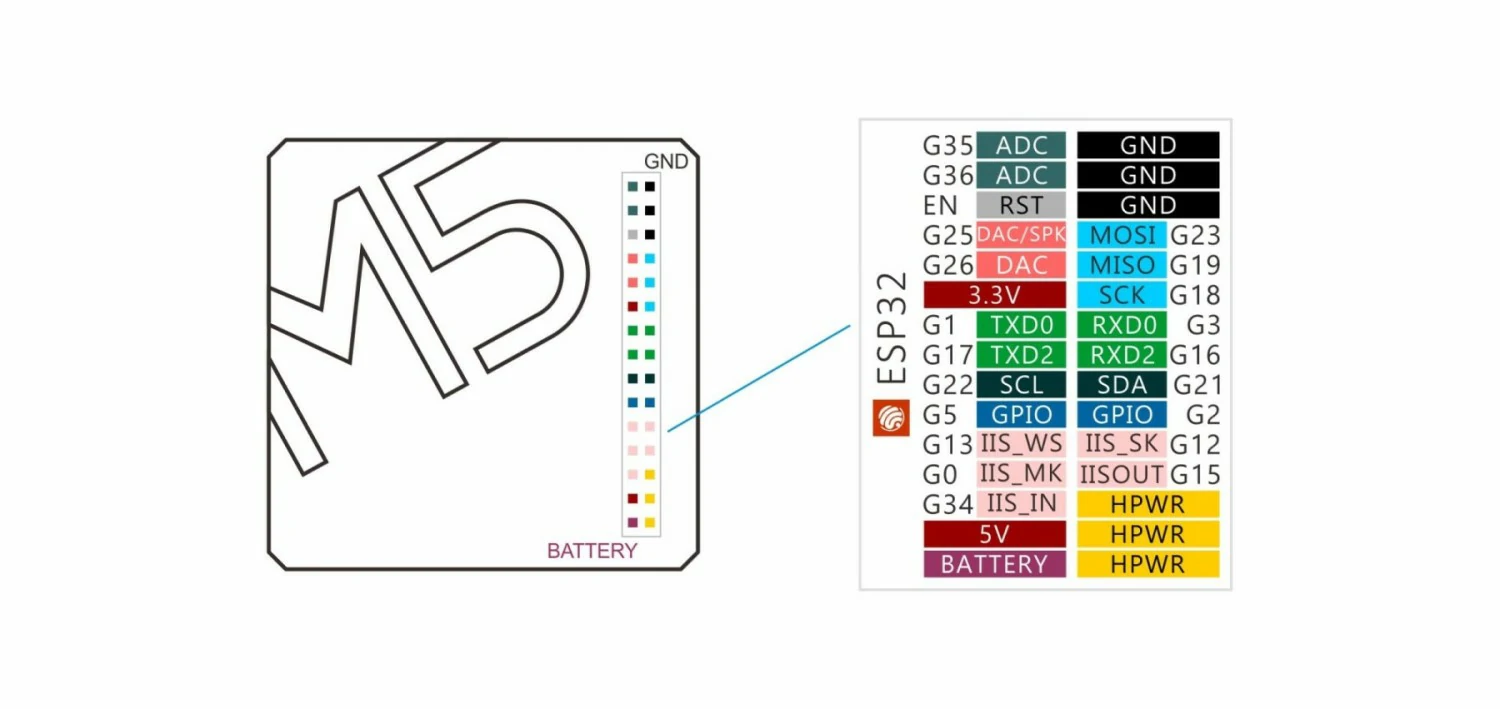 M5
GND
BATTERY
ESP32
G35 ADC GND
G36 ADC GND
EN RST GND
G25 DAC/SPK MOSI G23
G26 DAC MISO G19
3.3V SCK G18
G1 TXD0 RXD0 G3
G17 TXD2 RXD2 G16
G22 SCL SDA G21
G5 GPIO GPIO G2
G13 IIS_WS IIS_SK G12
G0 IIS_MK IISOUT G15
G34 IIS_IN HPWR
5V HPWR
BATTERY HPWR